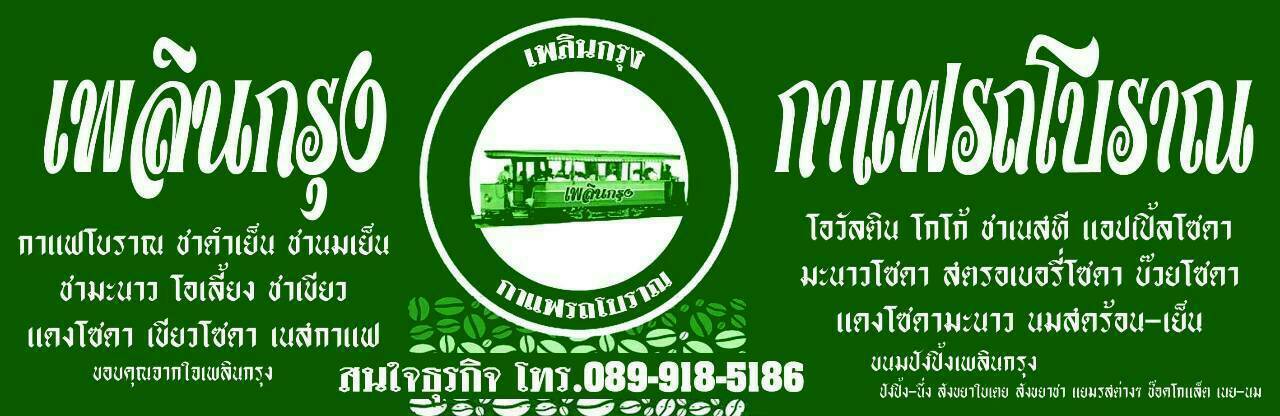 เพลินกรุง
กาแฟโบราณ ชาดำเย็น ชานมเย็น
ชามะนาว โอเลี้ยง ชาเขียว
แดงโซดา เขียวโซดา เนสกาแฟ
ขอบคุณจากใจเพลินกรุง
เพลินกรุง
เพลินกรุง
กาแฟรถโบราณ
สนใจธุรกิจ โทร.089-918-5186
กาแฟรถโบราณ
โอวัลติน โกโก้ ชาเนสที แอปเปิ้ลโซดา
มะนาวโซดา สตรอเบอรี่โซดา บ๊วยโซดา
แดงโซดามะนาว นมสดร้อน-เย็น
ขนมปังปิ้งเพลินกรุง
ปังปิ้ง-นึ่ง สังขยาใบเตย สังขยาชา แยมรสต่างๆ ช๊อคโกแล็ต เนย-นม